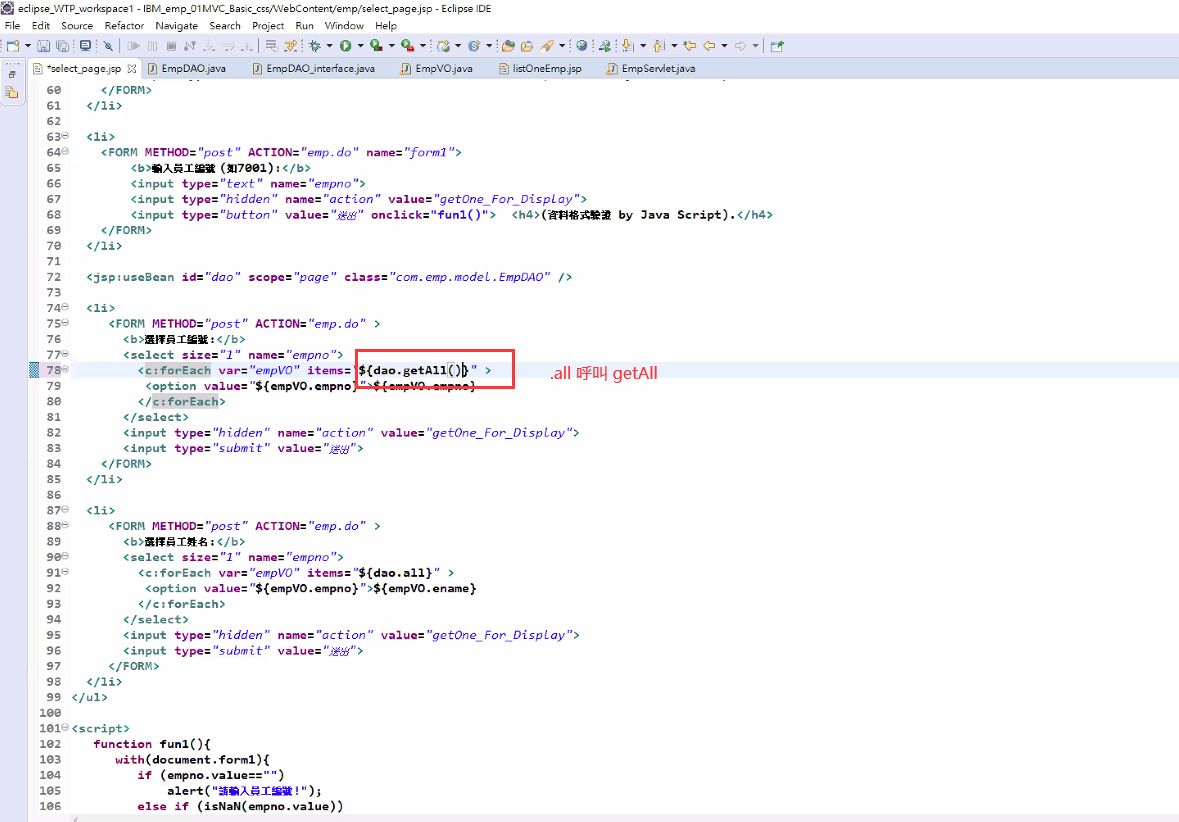 eclipse_WTP_workspace1 - IBM_emp_01MVC_Basic_css/WebContent/emp/select_page.jsp - Eclipse IDE
File Edit Source Refactor Navigate Search Project Run Window Help
*select_page.jsp EmpDAO.java EmpDAO_interface.java EmpVO.java listOneEmp.jsp EmpServlet.java
60 </FORM>
61 </li>
62
63 <li>
64 <FORM METHOD="post" ACTION="emp.do" name="form1">
65 <b>輸入員工編號 (如7001):</b>
66 <input type="text" name="empno">
67 <input type="hidden" name="action" value="getOne_For_Display">
68 <input type="button" value="送出" onclick="fun1()"> <h4>(資料格式驗證 by Java Script).</h4>
69 </FORM>
70 </li>
71
72 <jsp:useBean id="dao" scope="page" class="com.emp.model.EmpDAO" />
73
74 <li>
75 <FORM METHOD="post" ACTION="emp.do" >
76 <b>選擇員工編號:</b>
77 <select size="1" name="empno">
78 <c:forEach var="empVO" items="${dao.getAll()}" >
.all 呼叫 getAll
79 <option value="${empVO.empno}">${empVO.empno}
80 </c:forEach>
81 </select>
82 <input type="hidden" name="action" value="getOne_For_Display">
83 <input type="submit" value="送出">
84 </FORM>
85 </li>
86
87 <li>
88 <FORM METHOD="post" ACTION="emp.do" >
89 <b>選擇員工姓名:</b>
90 <select size="1" name="empno">
91 <c:forEach var="empVO" items="${dao.all}" >
92 <option value="${empVO.empno}">${empVO.ename}
93 </c:forEach>
94 </select>
95 <input type="hidden" name="action" value="getOne_For_Display">
96 <input type="submit" value="送出">
97 </FORM>
98 </li>
99 </ul>
100
101 <script>
102 function fun1(){
103 with(document.form1){
104 if (empno.value=="")
105 alert("請輸入員工編號!");
106 else if (isNaN(empno.value))